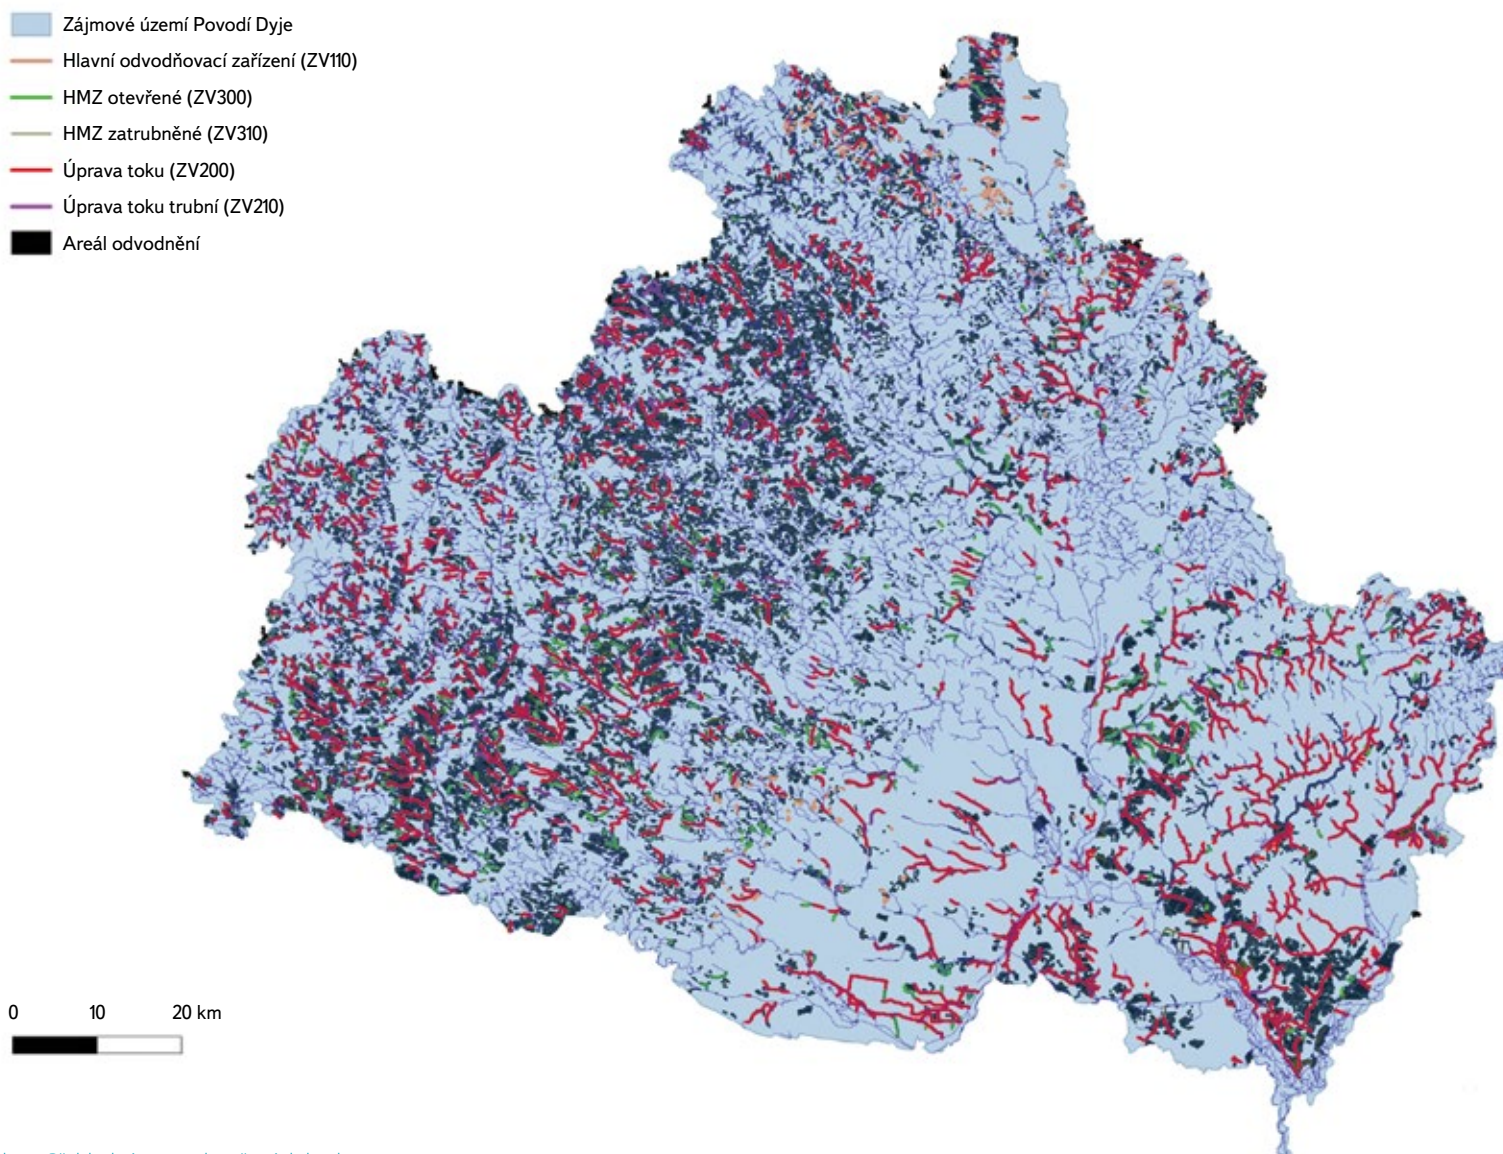 Zájmové území Povodí Dyje
Hlavní odvodňovací zařízení (ZV110)
HMZ otevřené (ZV300)
HMZ zatrubněné (ZV310)
Úprava toku (ZV200)
Úprava toku trubní (ZV210)
Areál odvodnění
0 10 20 km